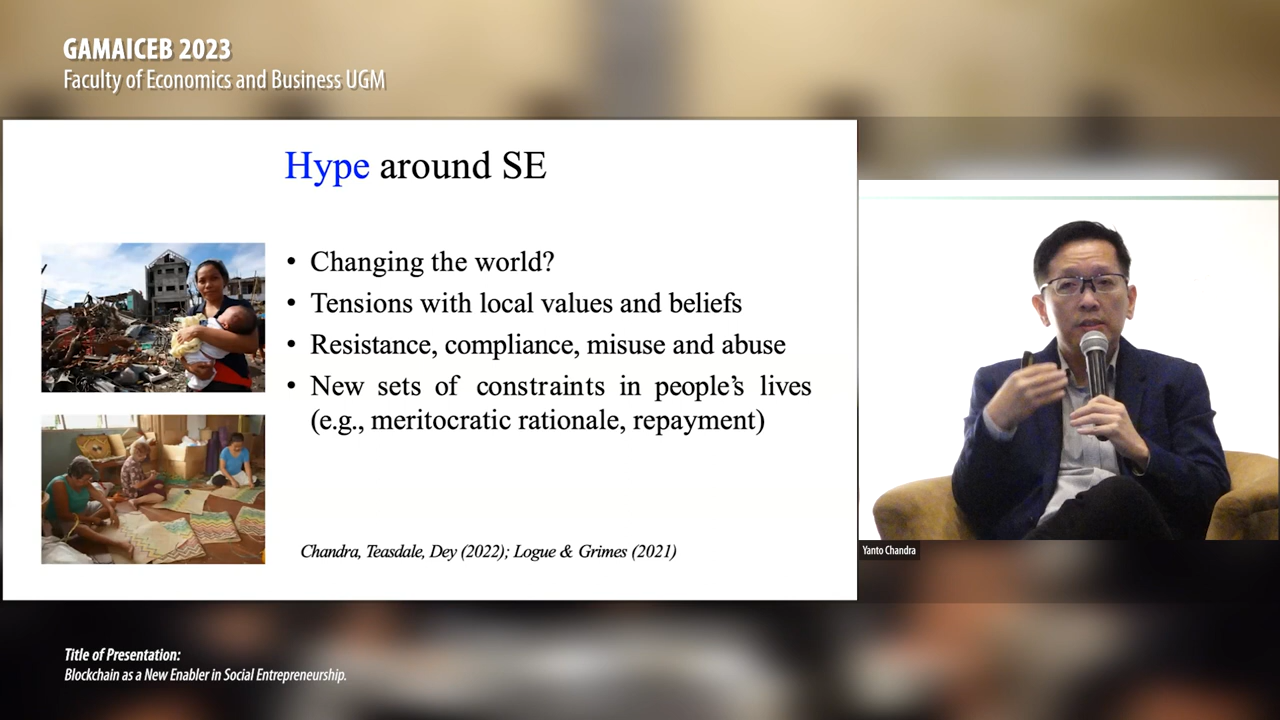 GAMAICEB 2023
Faculty of Economics and Business UGM
Hype around SE
• Changing the world?
• Tensions with local values and beliefs
• Resistance, compliance, misuse and abuse
• New sets of constraints in people's lives
(e.g., meritocratic rationale, repayment)
Chandra, Teasdale, Dey (2022); Logue & Grimes (2021)
Yanto Chandra
Title of Presentation:
Blockchain as a New Enabler in Social Entrepreneurship.